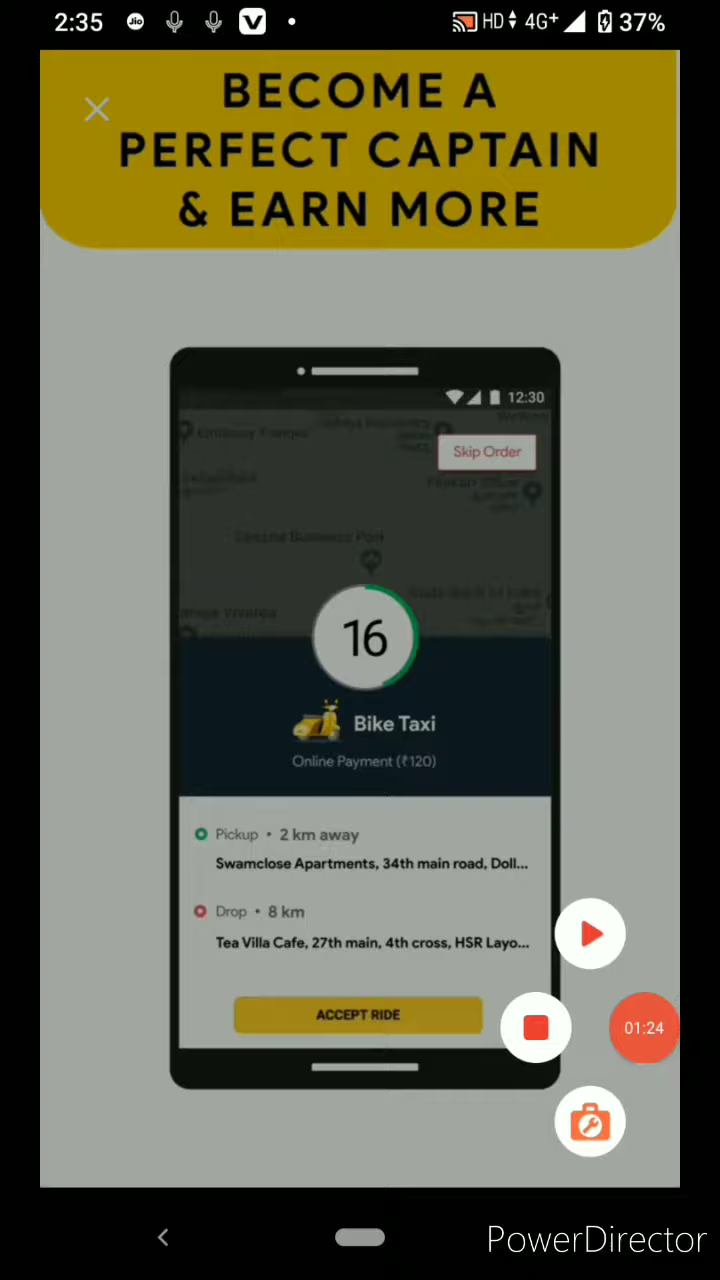 2:35
Jio
V
HD 4G+ 37%
BECOME A
PERFECT CAPTAIN
& EARN MORE
12:30
Skip Order
16
Bike Taxi
Online Payment (₹120)
Pickup • 2 km away
Swamclose Apartments, 34th main road, Doll...
Drop • 8 km
Tea Villa Cafe, 27th main, 4th cross, HSR Layo...
ACCEPT RIDE
01:24
PowerDirector